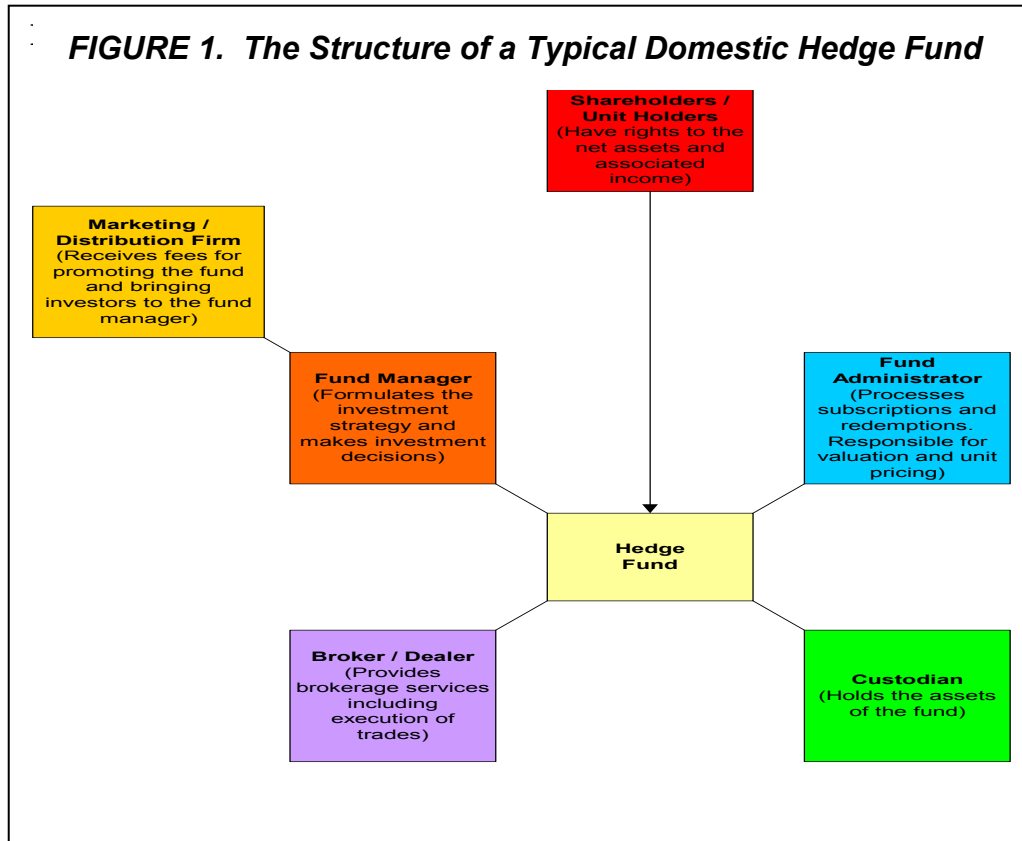 FIGURE 1. The Structure of a Typical Domestic Hedge Fund
Shareholders /
Unit Holders
(Have rights to the
net assets and
associated
income)
Marketing /
Distribution Firm
(Receives fees for
promoting the fund
and bringing
investors to the fund
manager)
Fund Manager
(Formulates the
investment
strategy and
makes investment
decisions)
Fund
Administrator
(Processes
subscriptions and
redemptions.
Responsible for
valuation and unit
pricing)
Hedge
Fund
Broker / Dealer
(Provides
brokerage services
including
execution of
trades)
Custodian
(Holds the assets
of the fund)